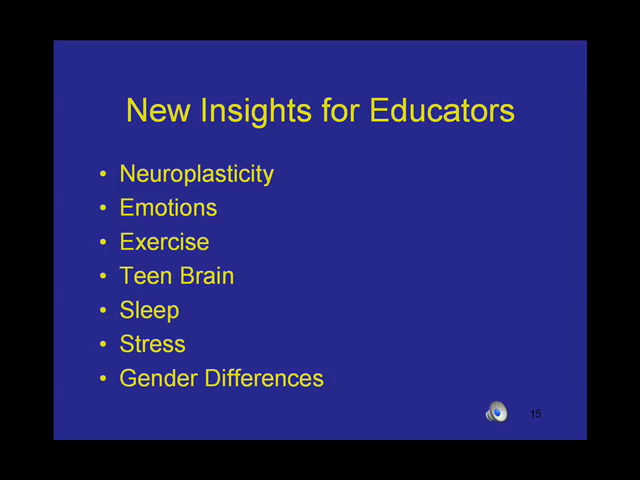 New Insights for Educators
• Neuroplasticity
• Emotions
• Exercise
• Teen Brain
• Sleep
• Stress
• Gender Differences
15